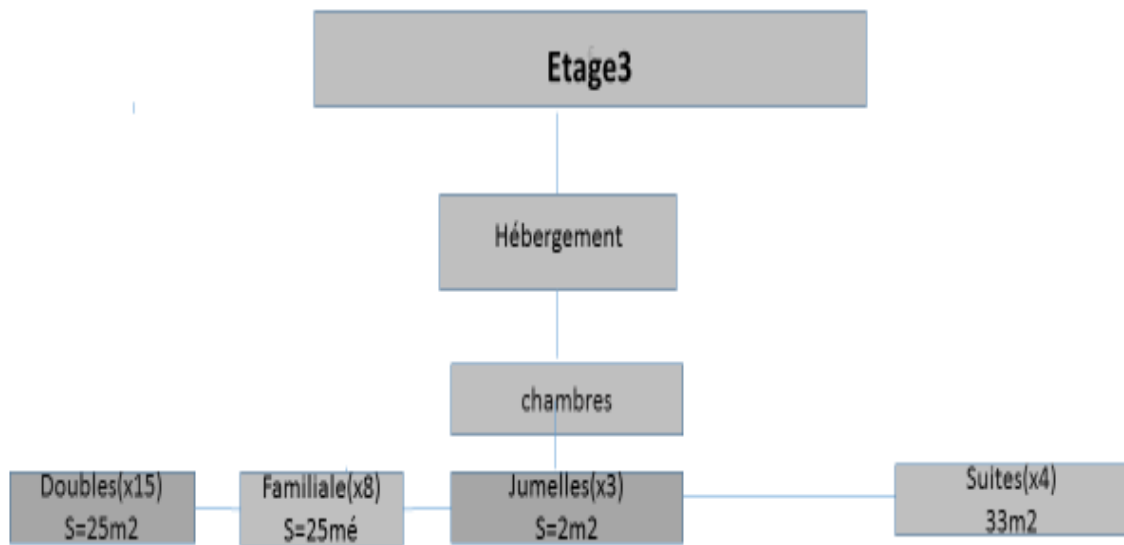 Etage3
Hébergement
chambres
Doubles(x15)
S=25m2
Familiale(x8)
S=25mé
Jumelles(x3)
S=2m2
Suites(x4)
33m2